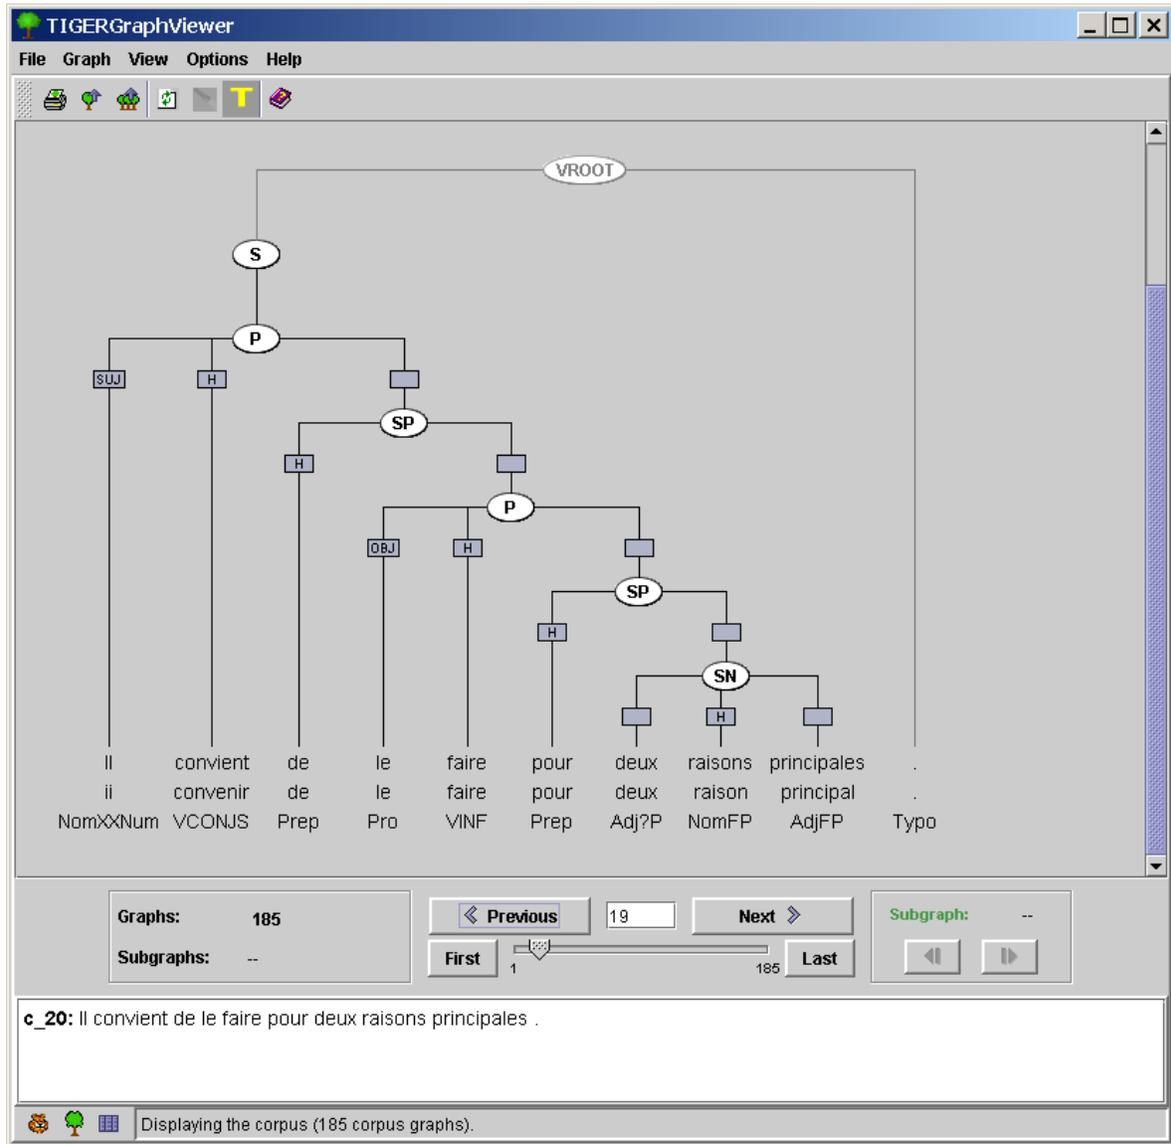 TIGERGraphViewer
File Graph View Options Help
T
VROOT
S
P
SUJ H
SP
H
P
OBJ H
SP
H
SN
H
Il convient de le faire pour deux raisons principales .
ii convenir de le faire pour deux raison principal .
NomXXNum VCONJS Prep Pro VINF Prep Adj?P NomFP AdjFP Typo
Graphs: 185 Previous 19 Next Subgraph: --
Subgraphs: -- First 1 185 Last
c_20: Il convient de le faire pour deux raisons principales .
Displaying the corpus (185 corpus graphs).